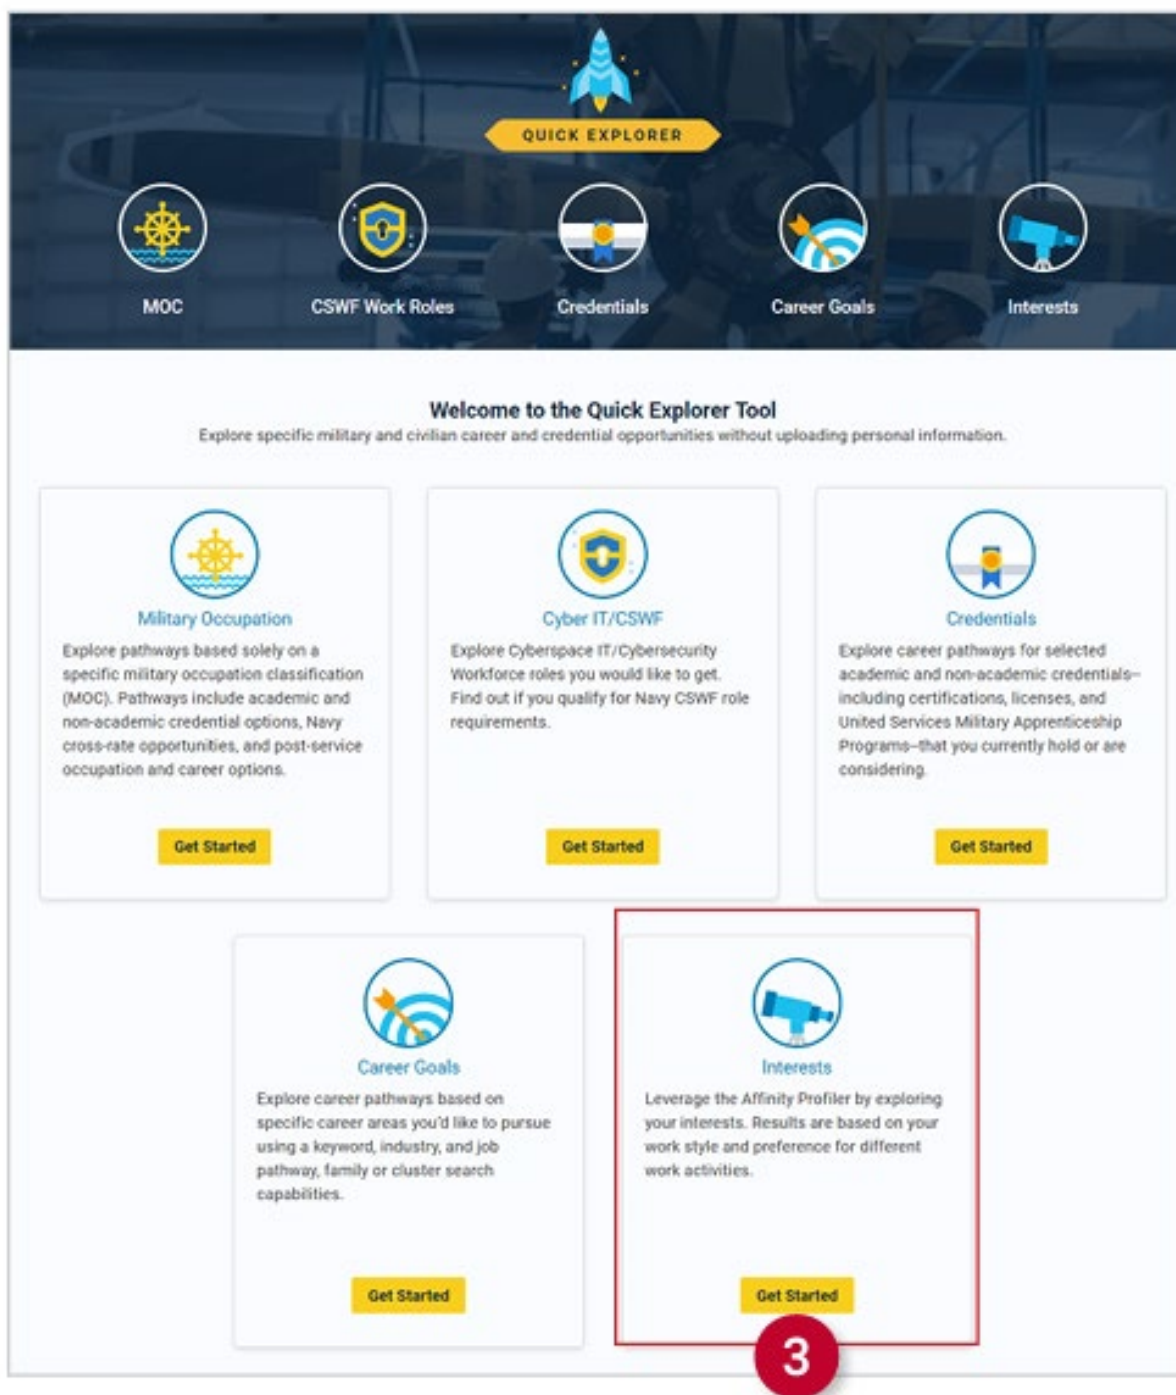 QUICK EXPLORER
MOC
CSWF Work Roles
Credentials
Career Goals
Interests
Welcome to the Quick Explorer Tool
Explore specific military and civilian career and credential opportunities without uploading personal information.
Military Occupation
Explore pathways based solely on a
specific military occupation classification
(MOC). Pathways include academic and
non-academic credential options, Navy
cross-rate opportunities, and post-service
occupation and career options.
Get Started
Cyber IT/CSWF
Explore Cyberspace IT/Cybersecurity
Workforce roles you would like to get.
Find out if you qualify for Navy CSWF role
requirements.
Get Started
Credentials
Explore career pathways for selected
academic and non-academic credentials–
including certifications, licenses, and
United Services Military Apprenticeship
Programs–that you currently hold or are
considering.
Get Started
Career Goals
Explore career pathways based on
specific career areas you'd like to pursue
using a keyword, industry, and job
pathway, family or cluster search
capabilities.
Get Started
Interests
Leverage the Affinity Profiler by exploring
your interests. Results are based on your
work style and preference for different
work activities.
Get Started
3